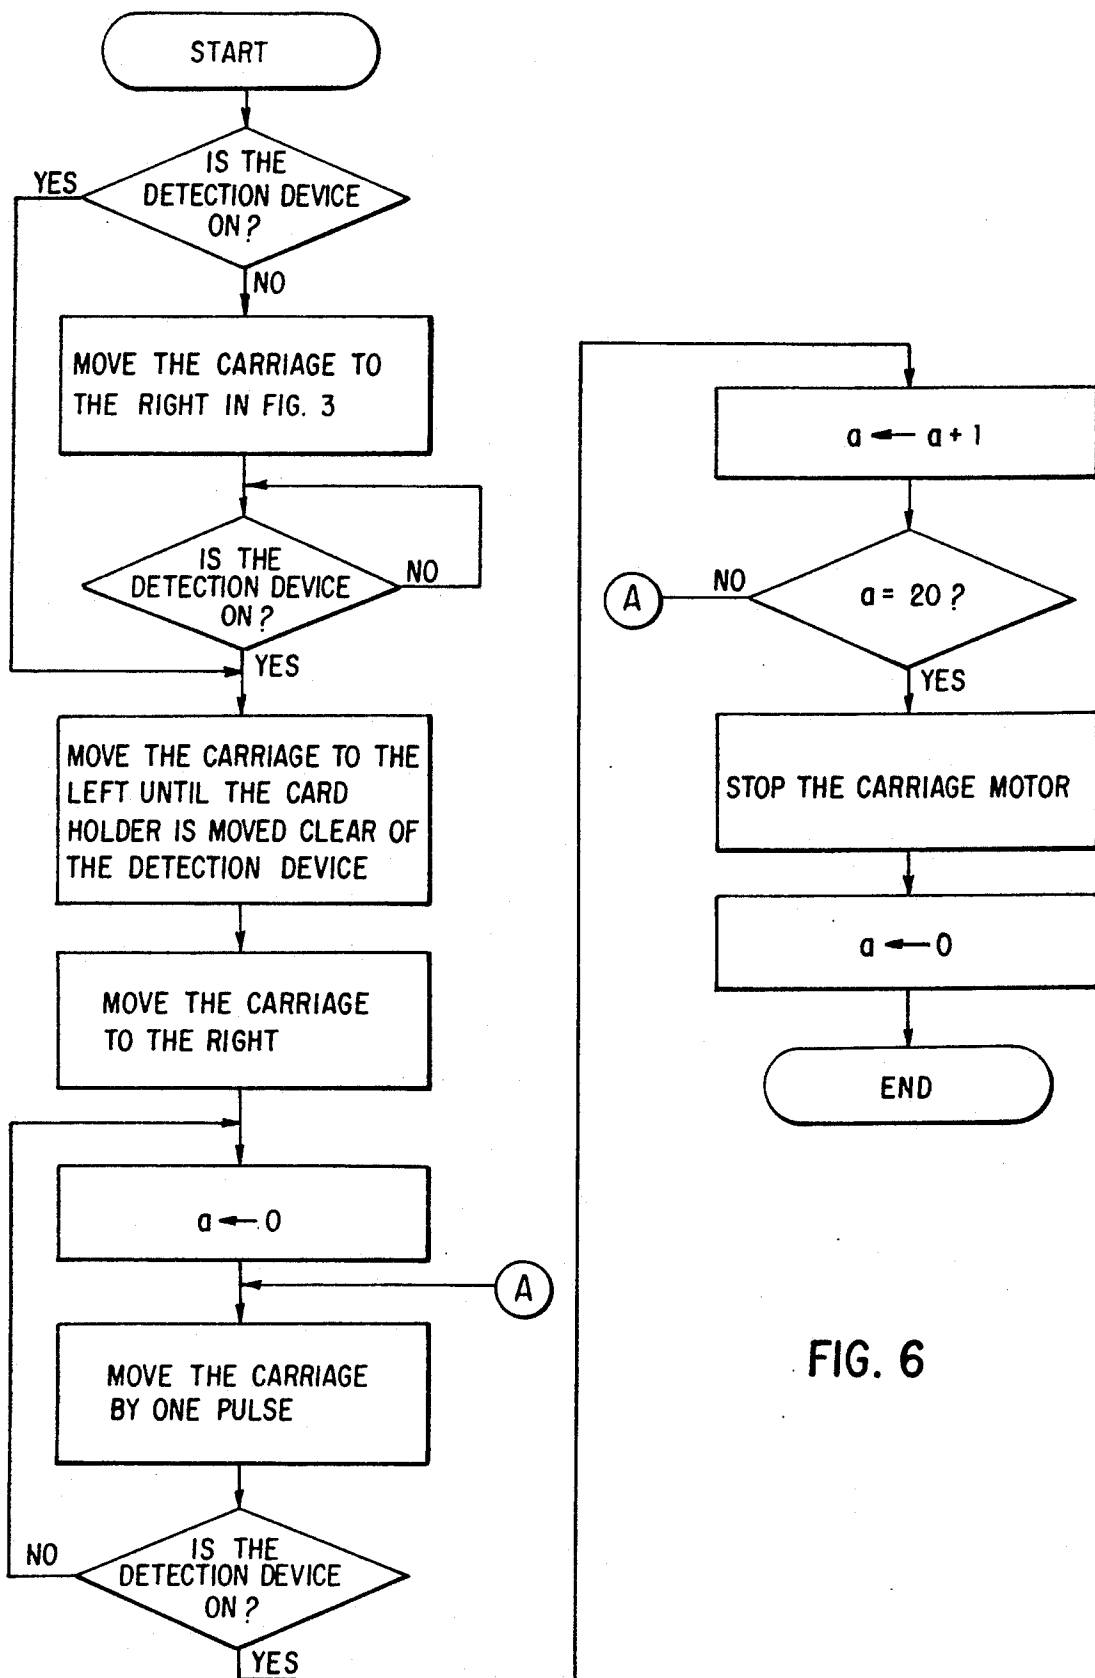 START
IS THE
DETECTION DEVICE
ON?
YES
NO
MOVE THE CARRIAGE TO
THE RIGHT IN FIG. 3
IS THE
DETECTION DEVICE
ON?
NO
YES
MOVE THE CARRIAGE TO THE
LEFT UNTIL THE CARD
HOLDER IS MOVED CLEAR OF
THE DETECTION DEVICE
MOVE THE CARRIAGE
TO THE RIGHT
a ← 0
A
MOVE THE CARRIAGE
BY ONE PULSE
IS THE
DETECTION DEVICE
ON?
NO
YES
a ← a + 1
a = 20 ?
NO
A
YES
STOP THE CARRIAGE MOTOR
a ← 0
END
FIG. 6